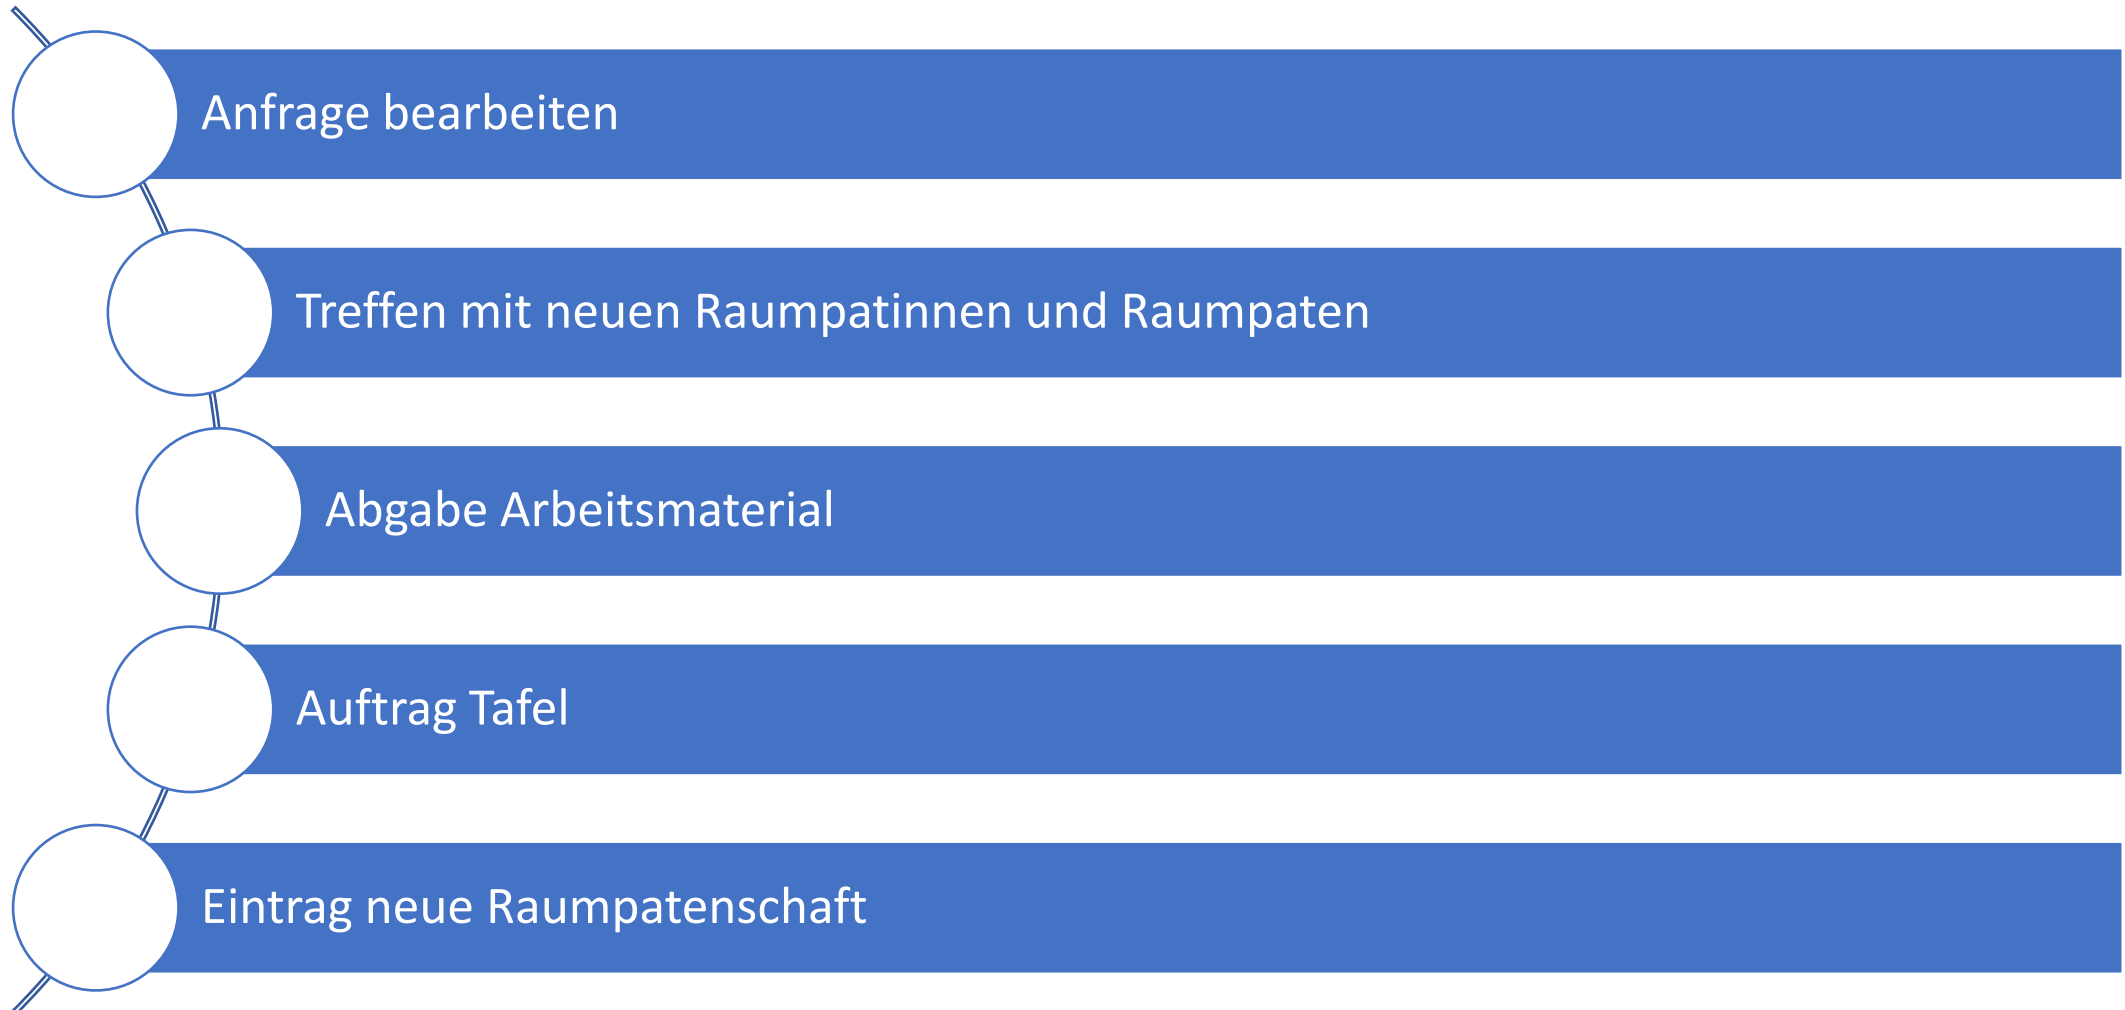 Anfrage bearbeiten
Treffen mit neuen Raumpatinnen und Raumpaten
Abgabe Arbeitsmaterial
Auftrag Tafel
Eintrag neue Raumpatenschaft